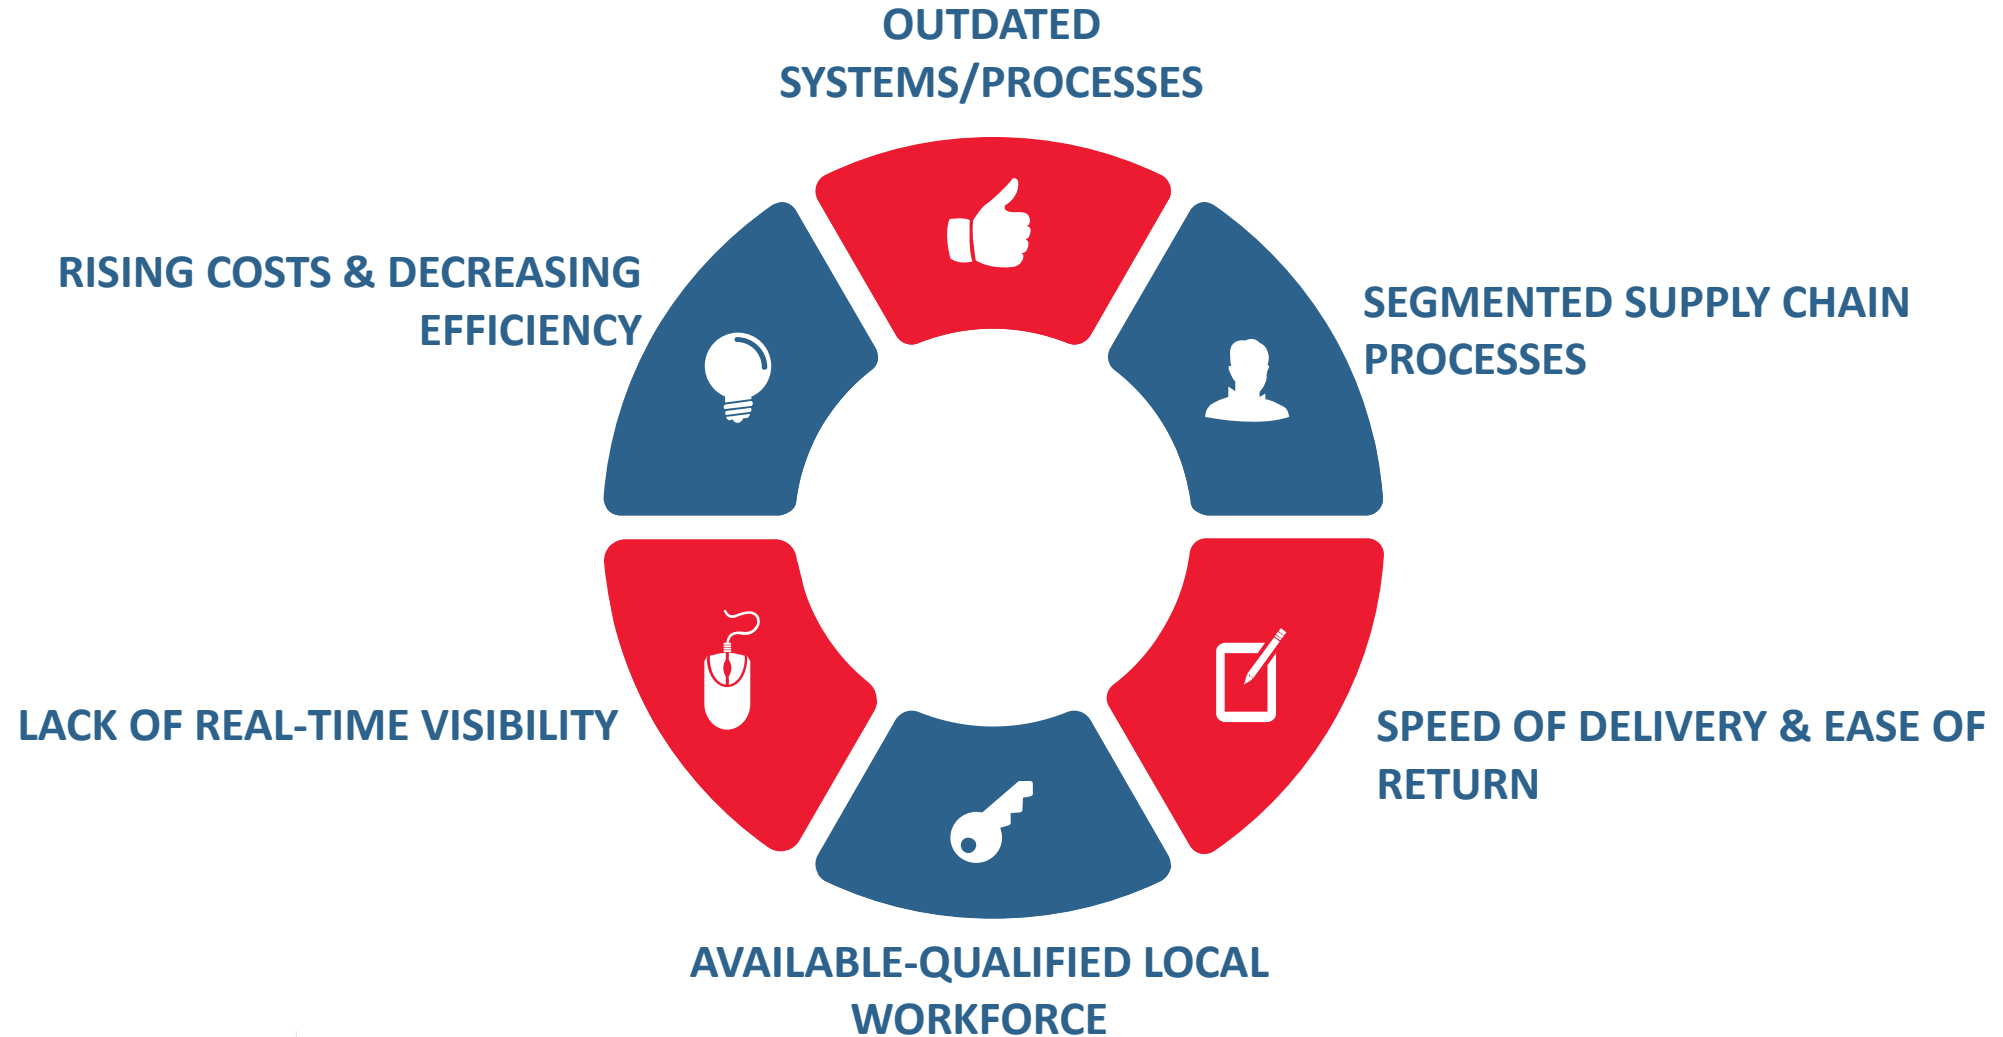 OUTDATED
SYSTEMS/PROCESSES
RISING COSTS & DECREASING
EFFICIENCY
SEGMENTED SUPPLY CHAIN
PROCESSES
LACK OF REAL-TIME VISIBILITY
SPEED OF DELIVERY & EASE OF
RETURN
AVAILABLE-QUALIFIED LOCAL
WORKFORCE